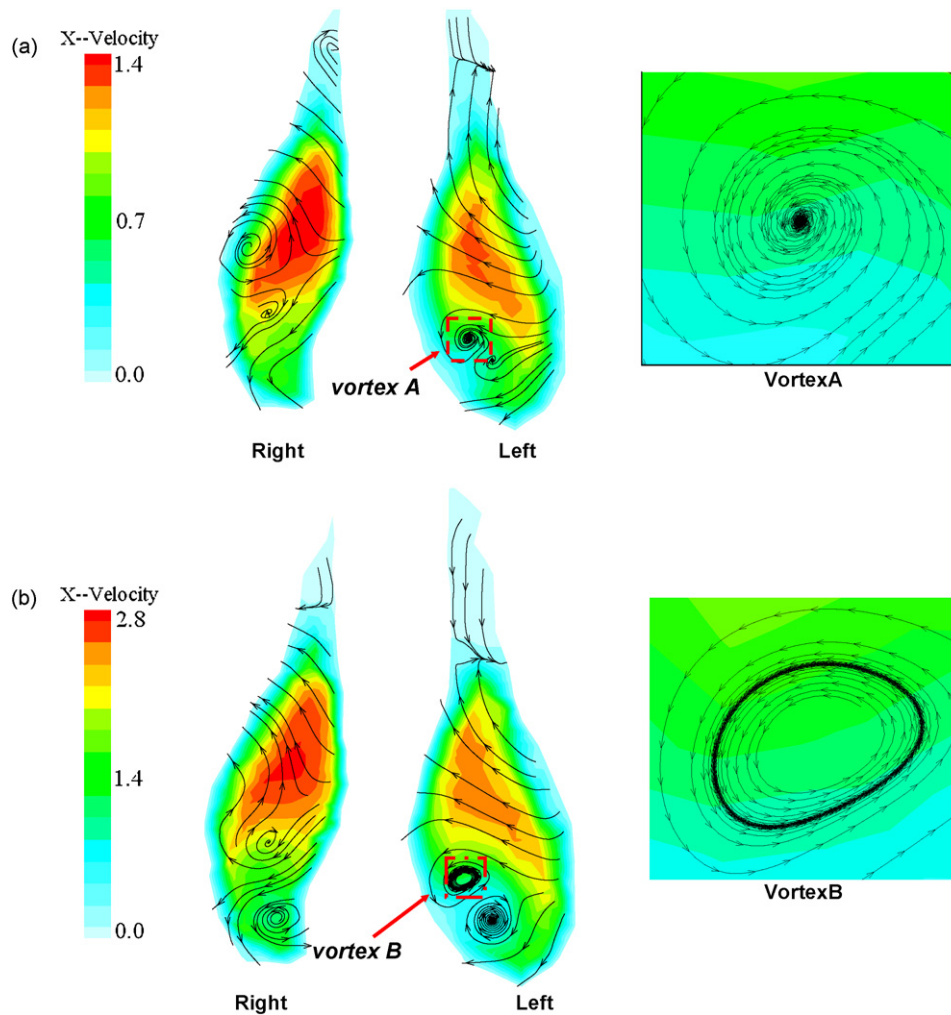 (a)
X--Velocity
1.4
0.7
0.0
vortex A
Right
Left
VortexA
(b)
X--Velocity
2.8
1.4
0.0
vortex B
Right
Left
VortexB